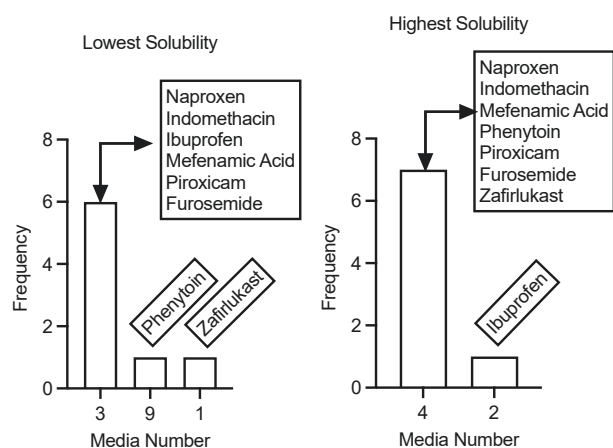 Lowest Solubility
Naproxen
Indomethacin
Ibuprofen
Mefenamic Acid
Piroxicam
Furosemide
Phenytoin
Zafirlukast
Frequency
8
6
4
2
0
3 9 1
Media Number
Highest Solubility
Naproxen
Indomethacin
Mefenamic Acid
Phenytoin
Piroxicam
Furosemide
Zafirlukast
Ibuprofen
Frequency
8
6
4
2
0
4 2
Media Number